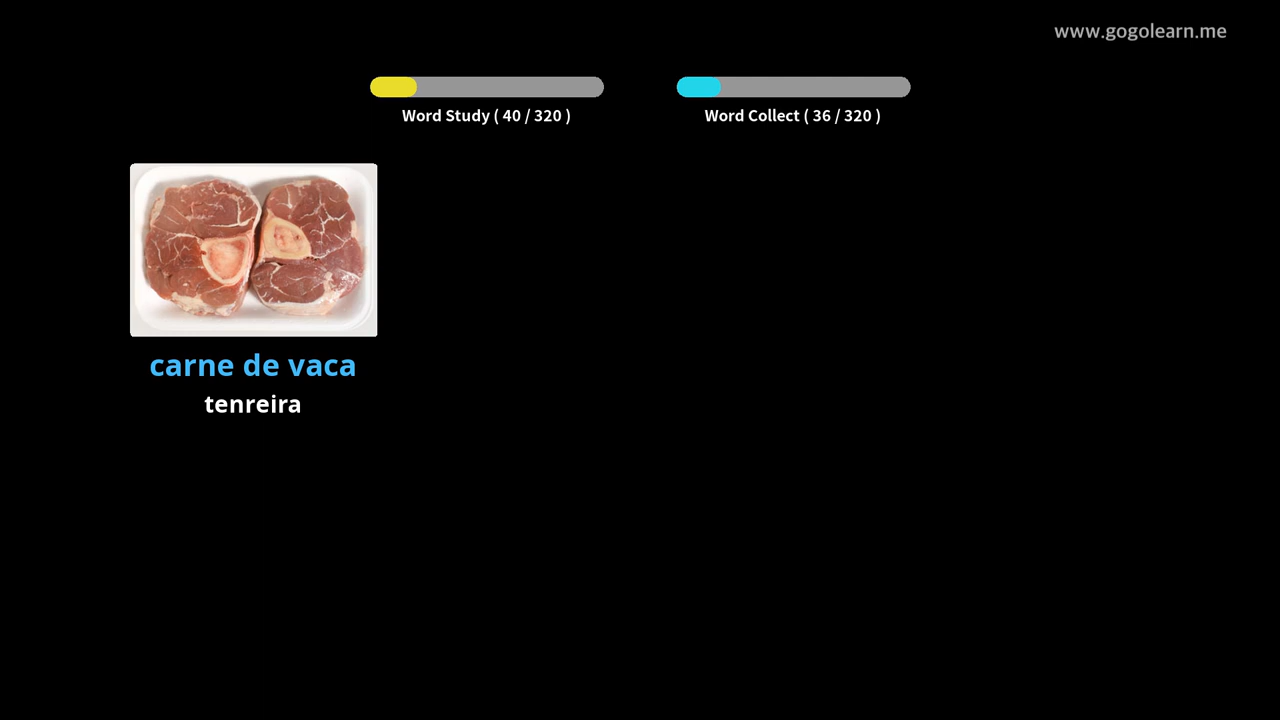 www.gogolearn.me
Word Study ( 40 / 320 )
Word Collect ( 36 / 320 )
carne de vaca
tenreira